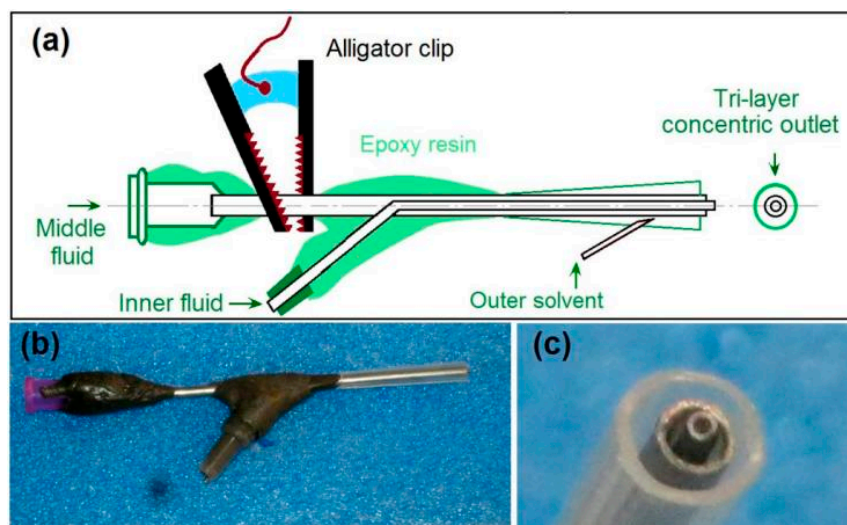 (a)
Alligator clip
Tri-layer
concentric outlet
Epoxy resin
Middle
fluid
Inner fluid
Outer solvent
(b)
(c)